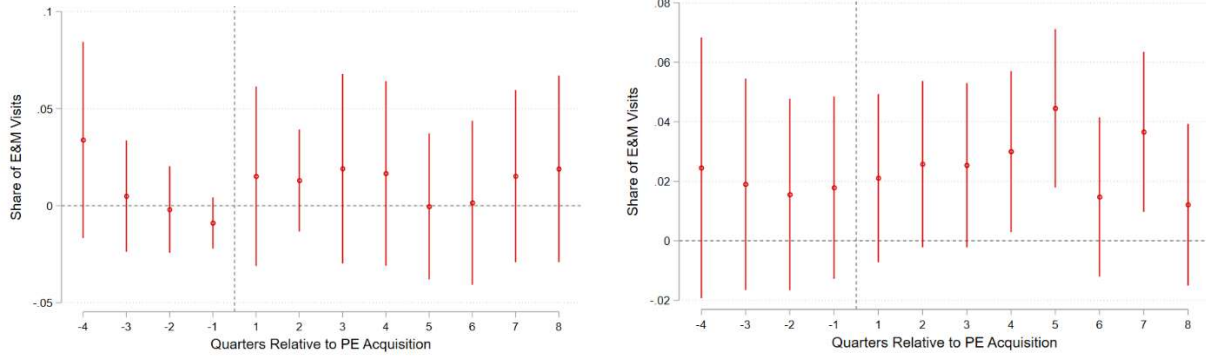 .1
.05
0
-.05
Share of E&M Visits
-4 -3 -2 -1 1 2 3 4 5 6 7 8
Quarters Relative to PE Acquisition
.08
.06
.04
.02
0
-.02
Share of E&M Visits
-4 -3 -2 -1 1 2 3 4 5 6 7 8
Quarters Relative to PE Acquisition